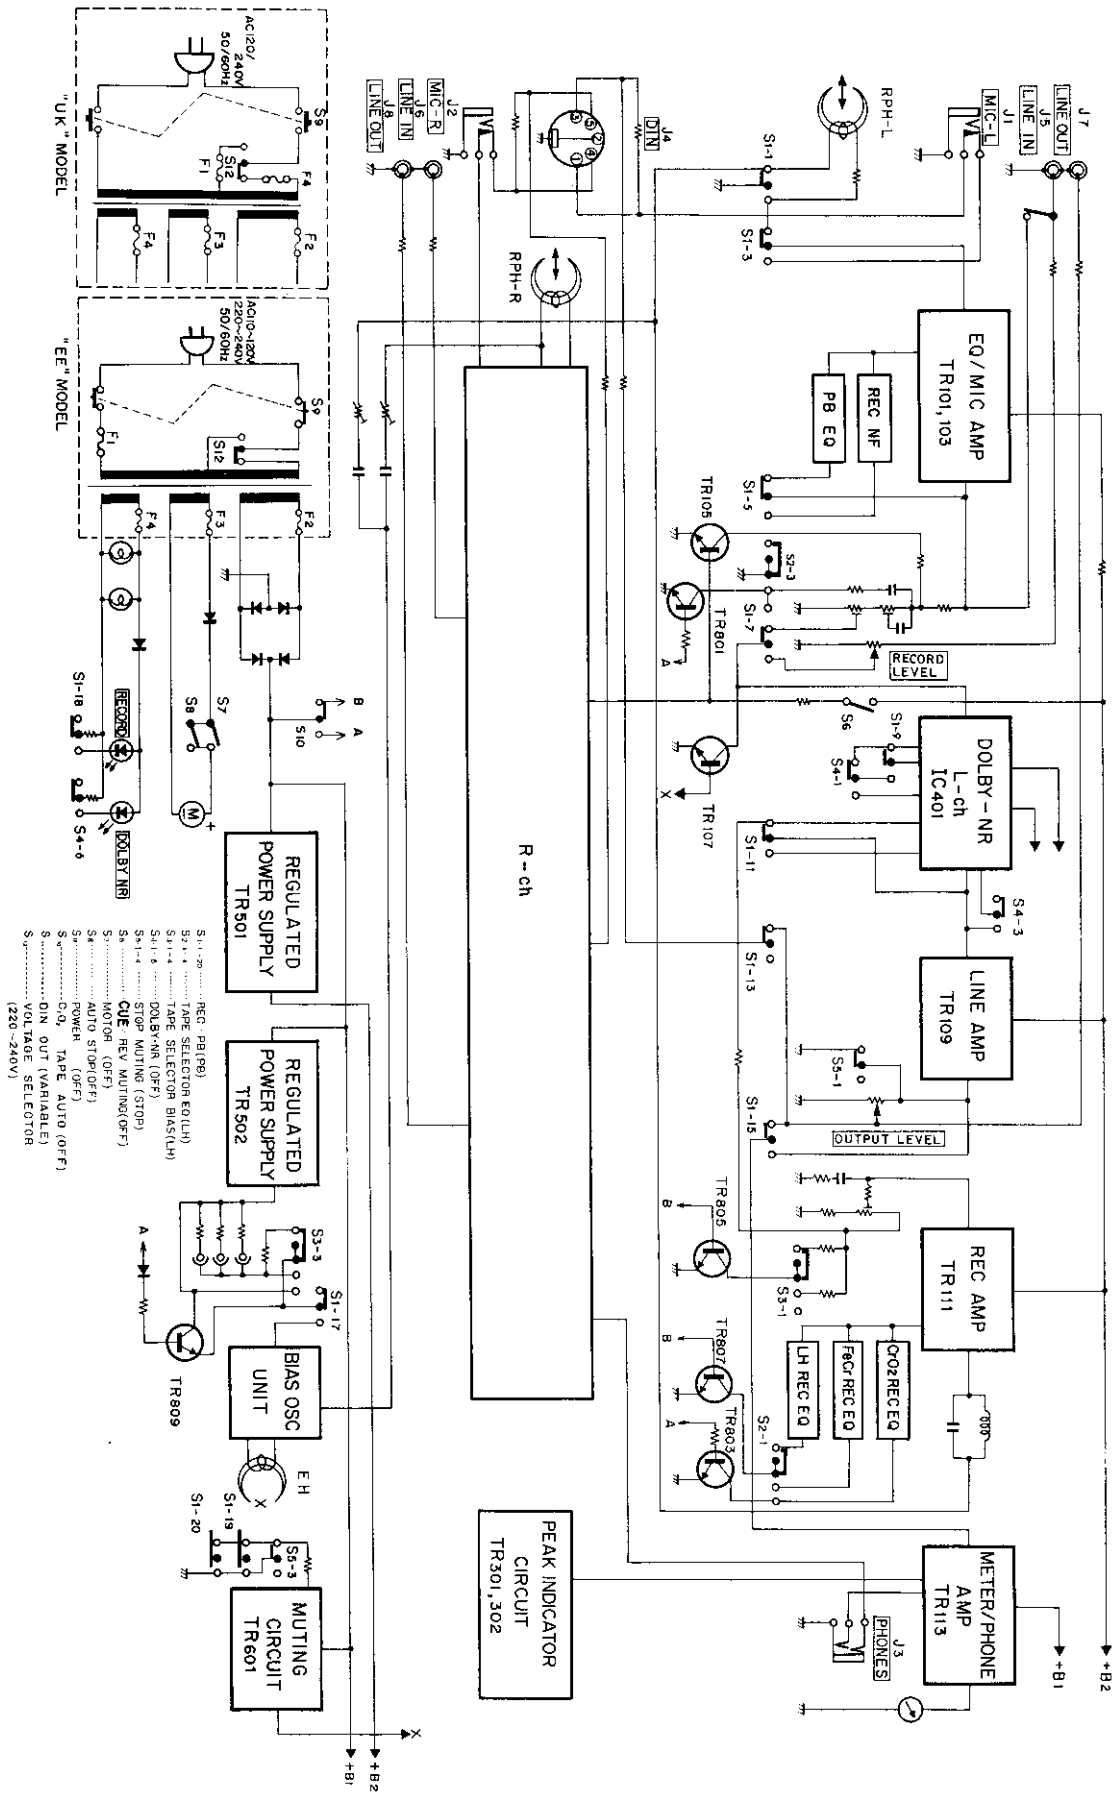 J7
LINE OUT
J5
LINE IN
J1
MIC-L
RPH-L
J4
DIN
J2
MIC-R
J6
LINE IN
J8
LINE OUT
3
5
2
4
1
S1-1
S1-3
RPH-R
EQ/MIC AMP
TR101,103
REC NF
PB EQ
S1-5
TR105
S2-3
TR801
A
S1-7
RECORD
LEVEL
S6
TR107
X
S1-9
S4-1
DOLBY-NR
L-ch
IC401
S1-11
S4-3
S1-13
LINE AMP
TR109
S5-1
OUTPUT LEVEL
S1-15
REC AMP
TR111
TR805
B
S3-1
TR807
B
TR803
A
S2-1
LH REC EQ
FeCr REC EQ
CrO2 REC EQ
METER/PHONE
AMP
TR113
J3
PHONES
+B1
+B2
PEAK INDICATOR
CIRCUIT
TR301,302
R-ch
AC120/
240V
50/60Hz
S9
S12
F1
F4
F2
F3
F4
"UK" MODEL
AC110~120V
220~240V
50/60Hz
S9
S12
F1
F2
F3
F4
"EE" MODEL
S7
S8
M
+
S10
B
A
S1-18
RECORD
S4-6
DOLBY NR
REGULATED
POWER SUPPLY
TR501
REGULATED
POWER SUPPLY
TR502
S3-3
S1-17
A
TR809
BIAS OSC
UNIT
EH
X
S1-20
S1-19
S5-3
MUTING
CIRCUIT
TR601
X
+B1
+B2
S1-1-20 REC-PB(PB)
S2-1-4 TAPE SELECTOR EQ(LH)
S3-1-4 TAPE SELECTOR BIAS(LH)
S4-1-6 DOLBY-NR(OFF)
S5-1-4 STOP MUTING(STOP)
S6 CUE-REV MUTING(OFF)
S7 MOTOR (OFF)
S8 AUTO STOP(OFF)
S9 POWER (OFF)
S10 CrO2 TAPE AUTO (OFF)
S DIN OUT (VARIABLE)
S12 VOLTAGE SELECTOR
(220~240V)